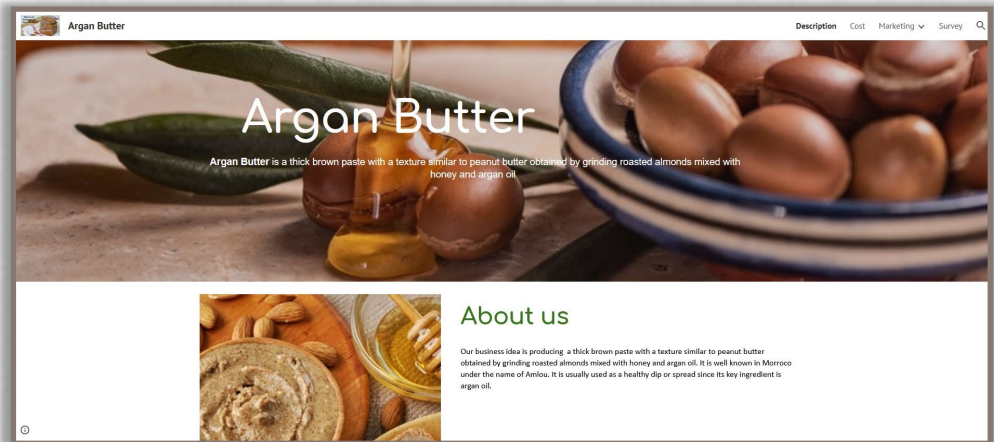 Argan Butter
Description Cost Marketing Survey
Argan Butter
Argan Butter is a thick brown paste with a texture similar to peanut butter obtained by grinding roasted almonds mixed with
honey and argan oil
About us
Our business idea is producing a thick brown paste with a texture similar to peanut butter
obtained by grinding roasted almonds mixed with honey and argan oil. It is well known in Morroco
under the name of Amlou. It is usually used as a healthy dip or spread since its key ingredient is
argan oil.